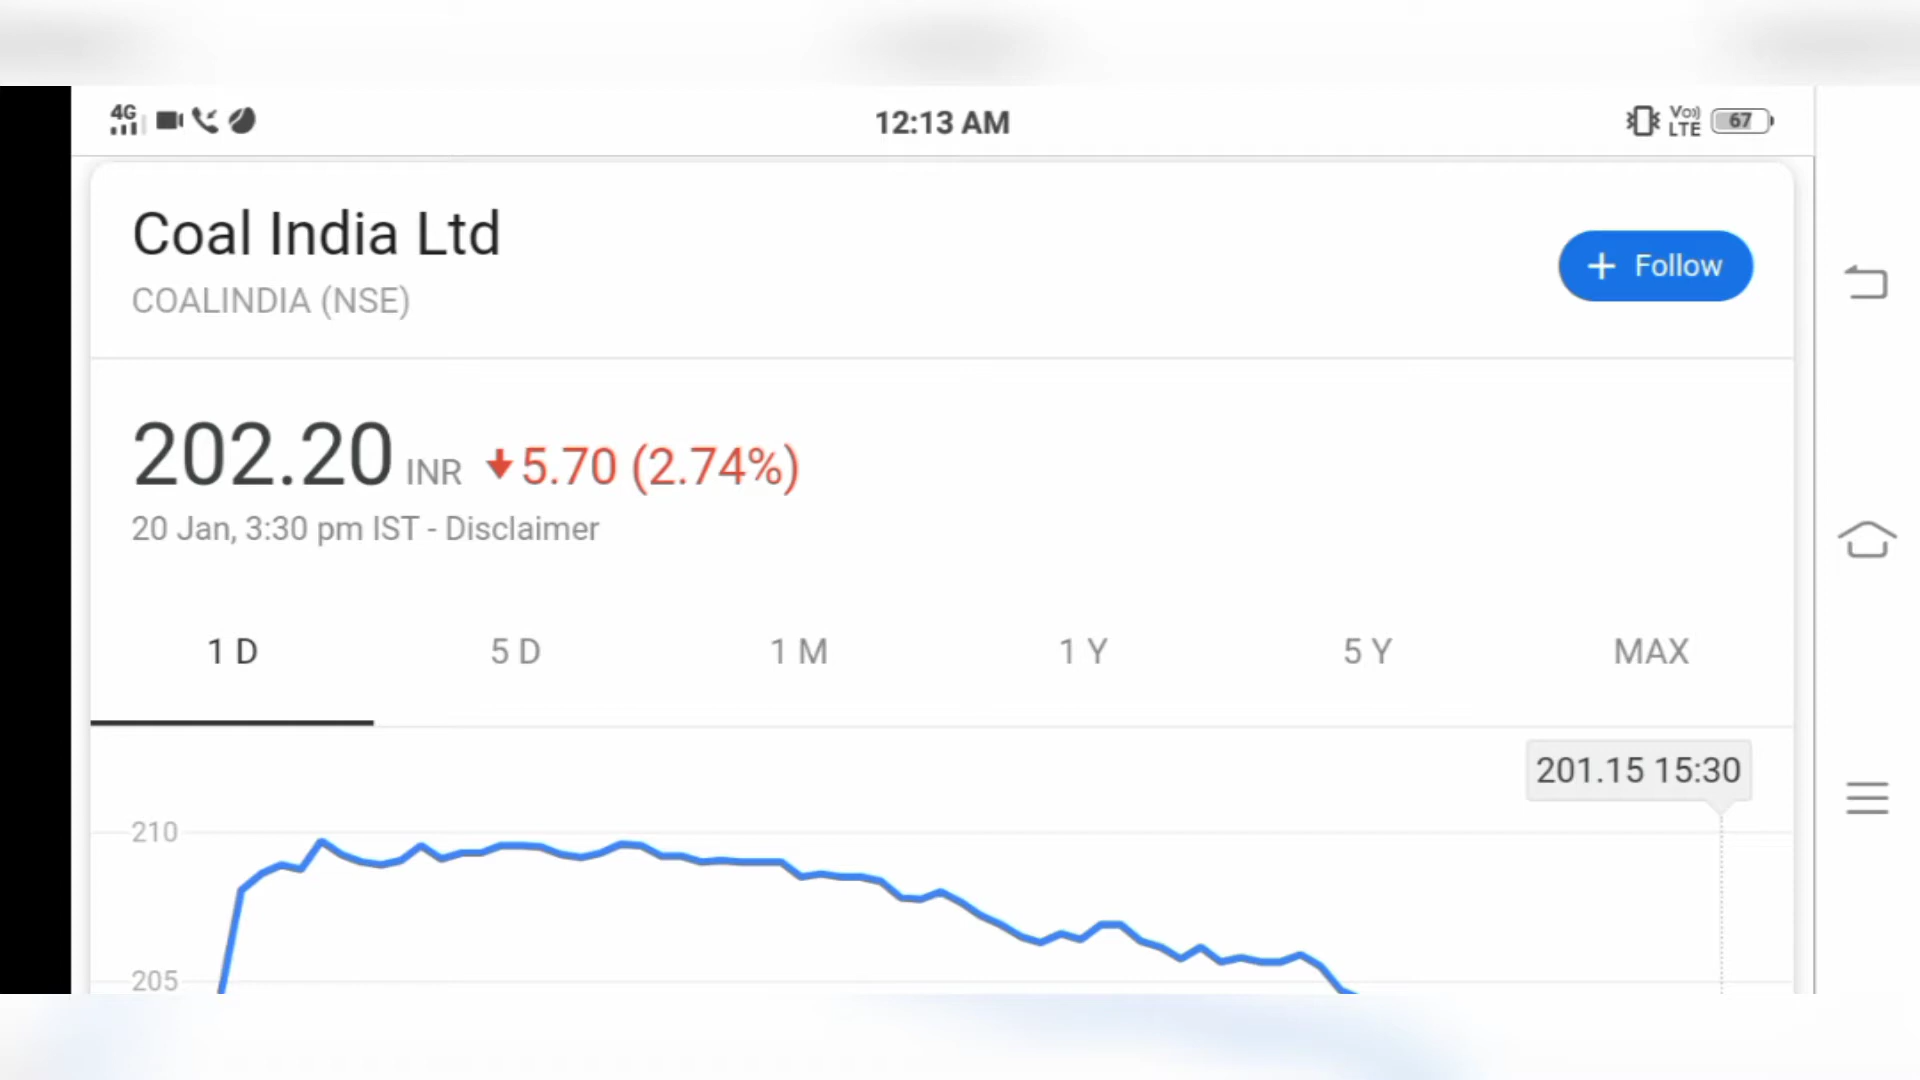 4G 12:13 AM Vo) LTE 67
Coal India Ltd
+ Follow
COALINDIA (NSE)
202.20 INR 5.70 (2.74%)
20 Jan, 3:30 pm IST - Disclaimer
1 D 5 D 1 M 1 Y 5 Y MAX
201.15 15:30
210
205